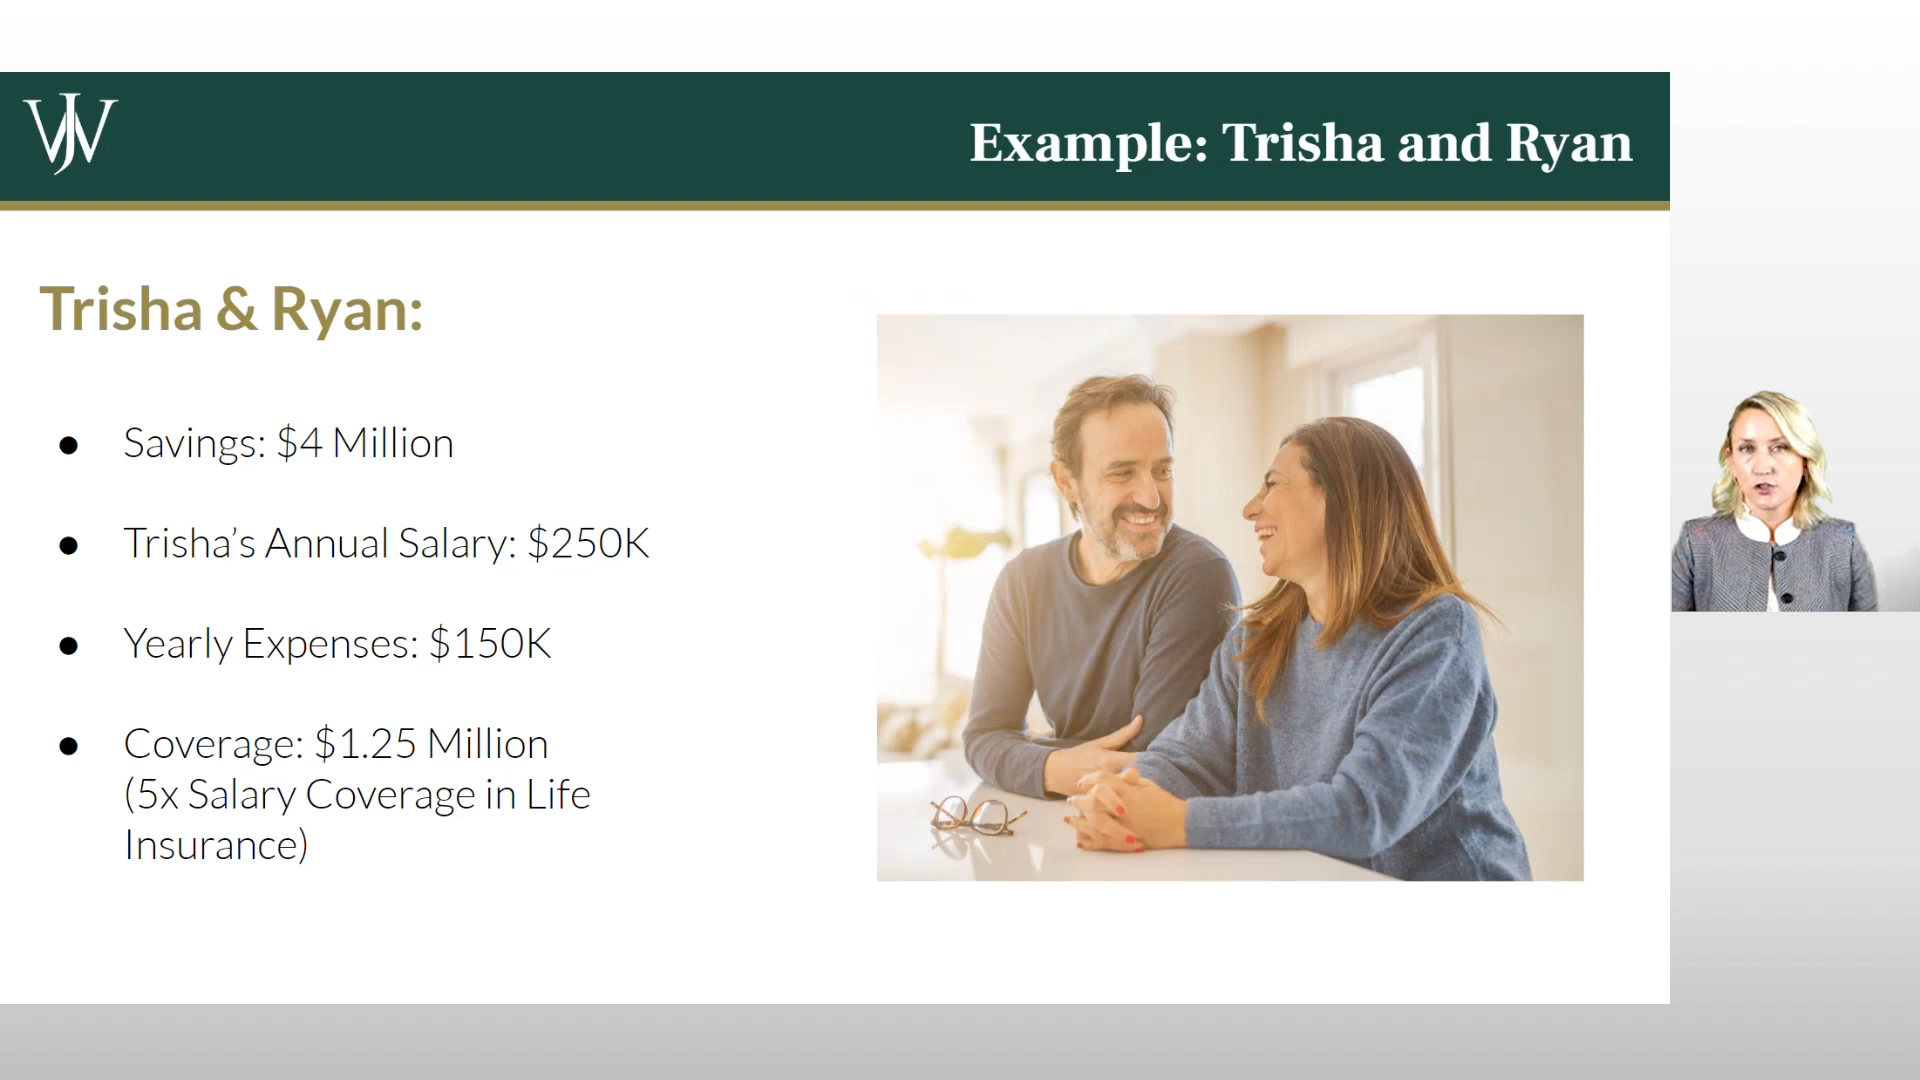 WJ
Example: Trisha and Ryan
Trisha & Ryan:
● Savings: $4 Million
● Trisha’s Annual Salary: $250K
● Yearly Expenses: $150K
● Coverage: $1.25 Million
(5x Salary Coverage in Life
Insurance)